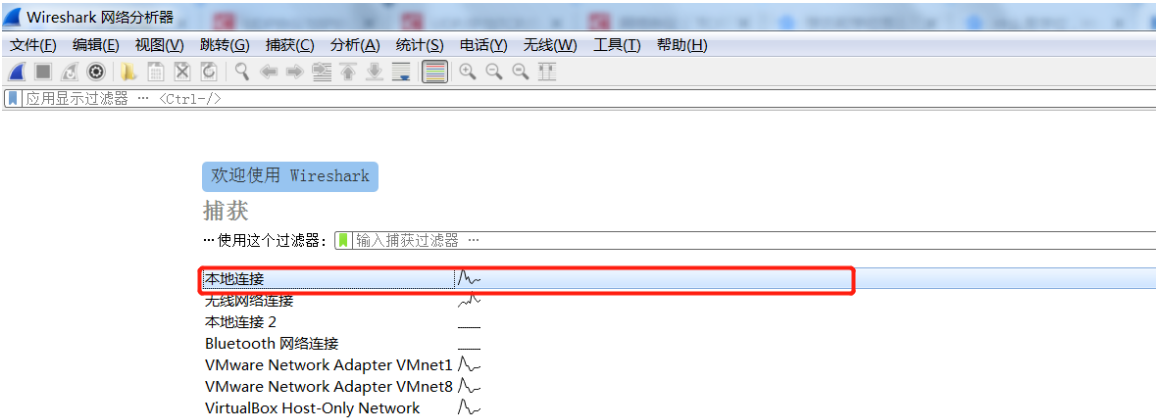 Wireshark 网络分析器
文件(F) 编辑(E) 视图(V) 跳转(G) 捕获(C) 分析(A) 统计(S) 电话(Y) 无线(W) 工具(T) 帮助(H)
应用显示过滤器 … <Ctrl-/>
欢迎使用 Wireshark
捕获
…使用这个过滤器: 输入捕获过滤器 …
本地连接
无线网络连接
本地连接 2
Bluetooth 网络连接
VMware Network Adapter VMnet1
VMware Network Adapter VMnet8
VirtualBox Host-Only Network